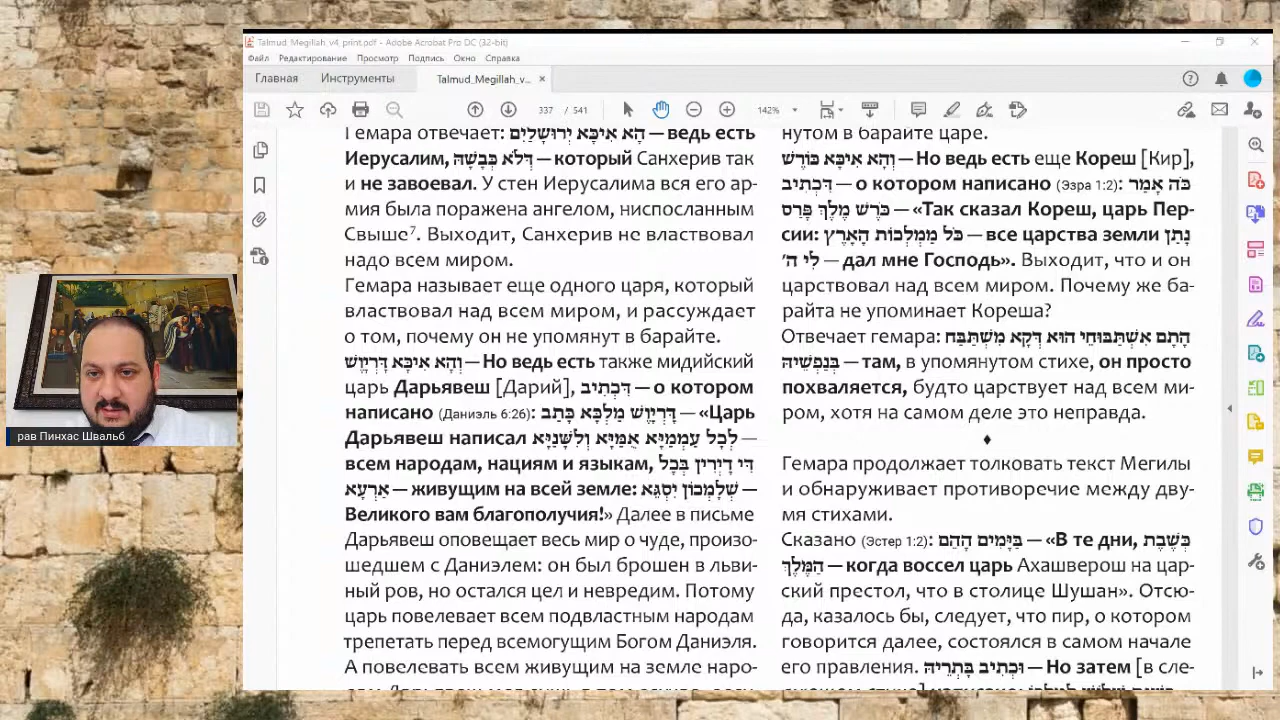 Talmud_Megillah_v4_print.pdf - Adobe Acrobat Pro DC (32-bit)
Файл Редактирование Просмотр Подпись Окно Справка
Главная Инструменты Talmud_Megillah_v... ×
337 / 541 142%
Гемара отвечает: הָא אִיכָּא יְרוּשָׁלַיִם — ведь есть
Иерусалим, דְּלֹא כְּבָשָׁהּ — который Санхерив так
и не завоевал. У стен Иерусалима вся его ар-
мия была поражена ангелом, ниспосланным
Свыше⁷. Выходит, Санхерив не властвовал
надо всем миром.
Гемара называет еще одного царя, который
властвовал над всем миром, и рассуждает
о том, почему он не упомянут в барайте.
וְהָא אִיכָּא דָּרְיָוֶשׁ — Но ведь есть также мидийский
царь Дарьявеш [Дарий], דִּכְתִיב — о котором
написано (Даниэль 6:26): דָּרְיָוֶשׁ מַלְכָּא כָּתַב — «Царь
Дарьявеш написал לְכָל עַמְמַיָּא אֻמַּיָּא וְלִשָּׁנַיָּא —
всем народам, нациям и языкам, דִּי דָיְרִין בְּכָל
אַרְעָא — живущим на всей земле: שְׁלָמְכוֹן יִסְגֵּא —
Великого вам благополучия!» Далее в письме
Дарьявеш оповещает весь мир о чуде, произо-
шедшем с Даниэлем: он был брошен в льви-
ный ров, но остался цел и невредим. Потому
царь повелевает всем подвластным народам
трепетать перед всемогущим Богом Даниэля.
А повелевать всем живущим на земле наро-
нутом в барайте царе.
וְהָא אִיכָּא כּוֹרֶשׁ — Но ведь есть еще Кореш [Кир],
דִּכְתִיב — о котором написано (Эзра 1:2): כֹּה אָמַר
כֹּרֶשׁ מֶלֶךְ פָּרַס — «Так сказал Кореш, царь Пер-
сии: כֹּל מַמְלְכוֹת הָאָרֶץ — все царства земли נָתַן
לִי ה' — дал мне Господь». Выходит, что и он
царствовал над всем миром. Почему же ба-
райта не упоминает Кореша?
Отвечает гемара: הָתָם אִשְׁתַּבּוּחֵי הוּא דְּקָא מִשְׁתַּבַּח
בְּנַפְשֵׁיהּ — там, в упомянутом стихе, он просто
похваляется, будто царствует над всем ми-
ром, хотя на самом деле это неправда.
♦
Гемара продолжает толковать текст Мегилы
и обнаруживает противоречие между дву-
мя стихами.
Сказано (Эстер 1:2): בַּיָּמִים הָהֵם — «В те дни, כְּשֶׁבֶת
הַמֶּלֶךְ — когда воссел царь Ахашверош на цар-
ский престол, что в столице Шушан». Отсю-
да, казалось бы, следует, что пир, о котором
говорится далее, состоялся в самом начале
его правления. וּכְתִיב בָּתְרֵיהּ — Но затем [в сле-
рав Пинхас Швальб